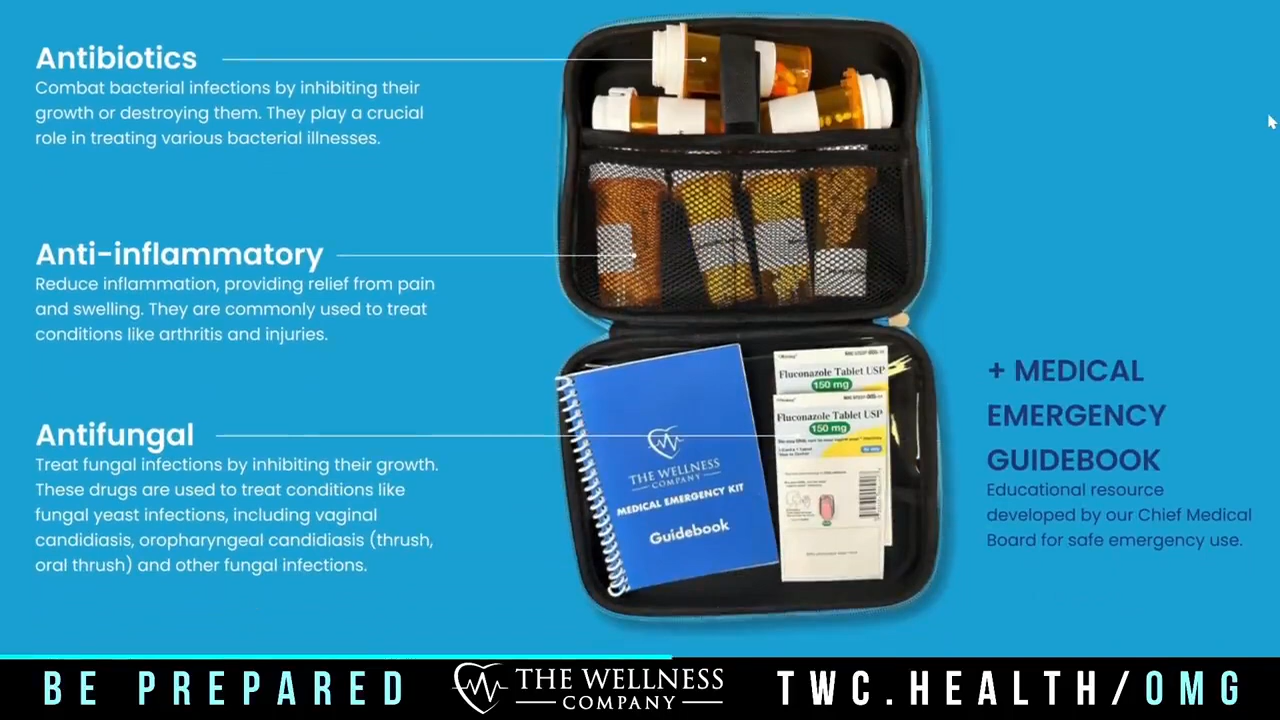 Antibiotics
Combat bacterial infections by inhibiting their
growth or destroying them. They play a crucial
role in treating various bacterial illnesses.
Anti-inflammatory
Reduce inflammation, providing relief from pain
and swelling. They are commonly used to treat
conditions like arthritis and injuries.
Antifungal
Treat fungal infections by inhibiting their growth.
These drugs are used to treat conditions like
fungal yeast infections, including vaginal
candidiasis, oropharyngeal candidiasis (thrush,
oral thrush) and other fungal infections.
THE WELLNESS
COMPANY
MEDICAL EMERGENCY KIT
Guidebook
Fluconazole Tablet USP
150 mg
Fluconazole Tablet USP
150 mg
+ MEDICAL
EMERGENCY
GUIDEBOOK
Educational resource
developed by our Chief Medical
Board for safe emergency use.
BE PREPARED
THE WELLNESS
COMPANY
TWC.HEALTH/OMG